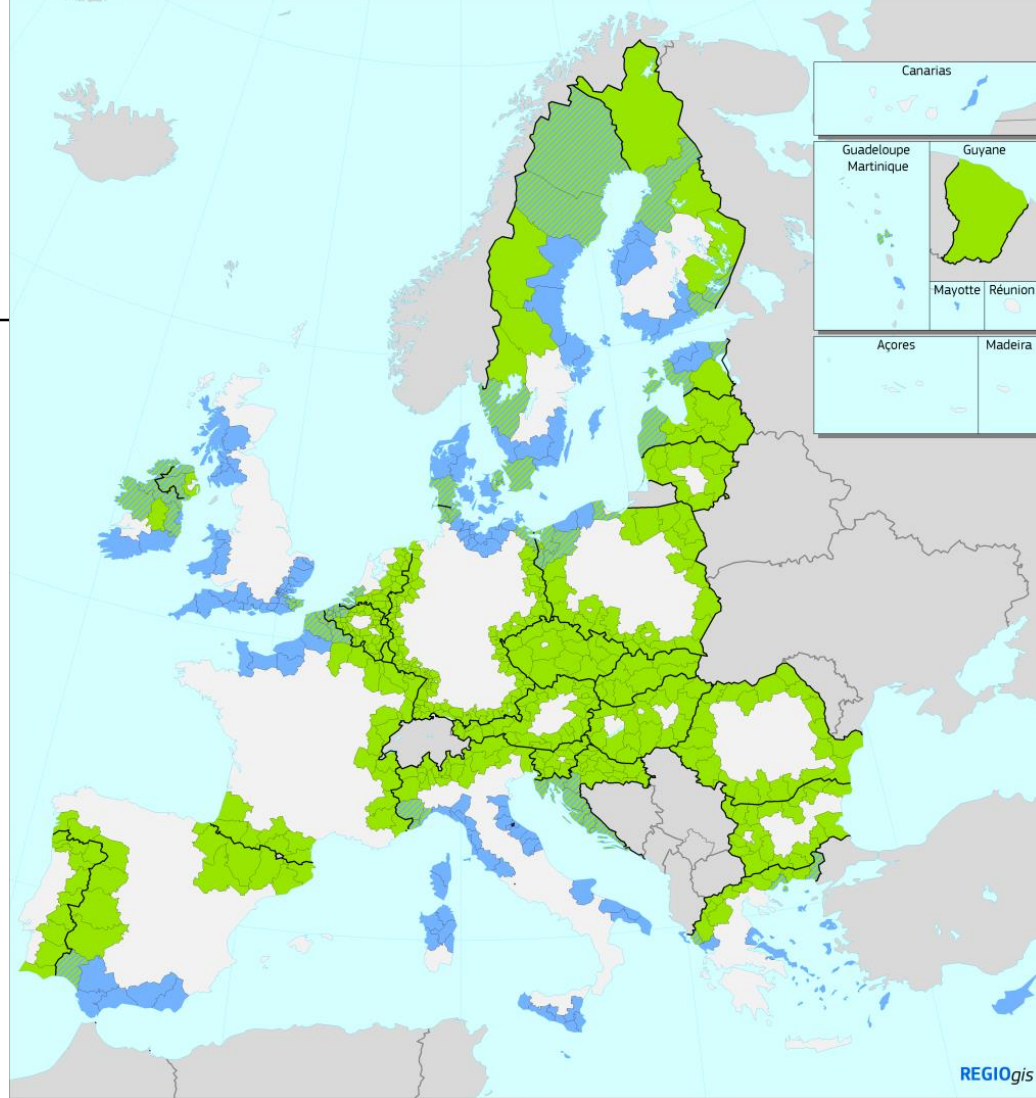 Canarias
Guadeloupe
Martinique
Guyane
Mayotte
Réunion
Açores
Madeira
REGIOgis